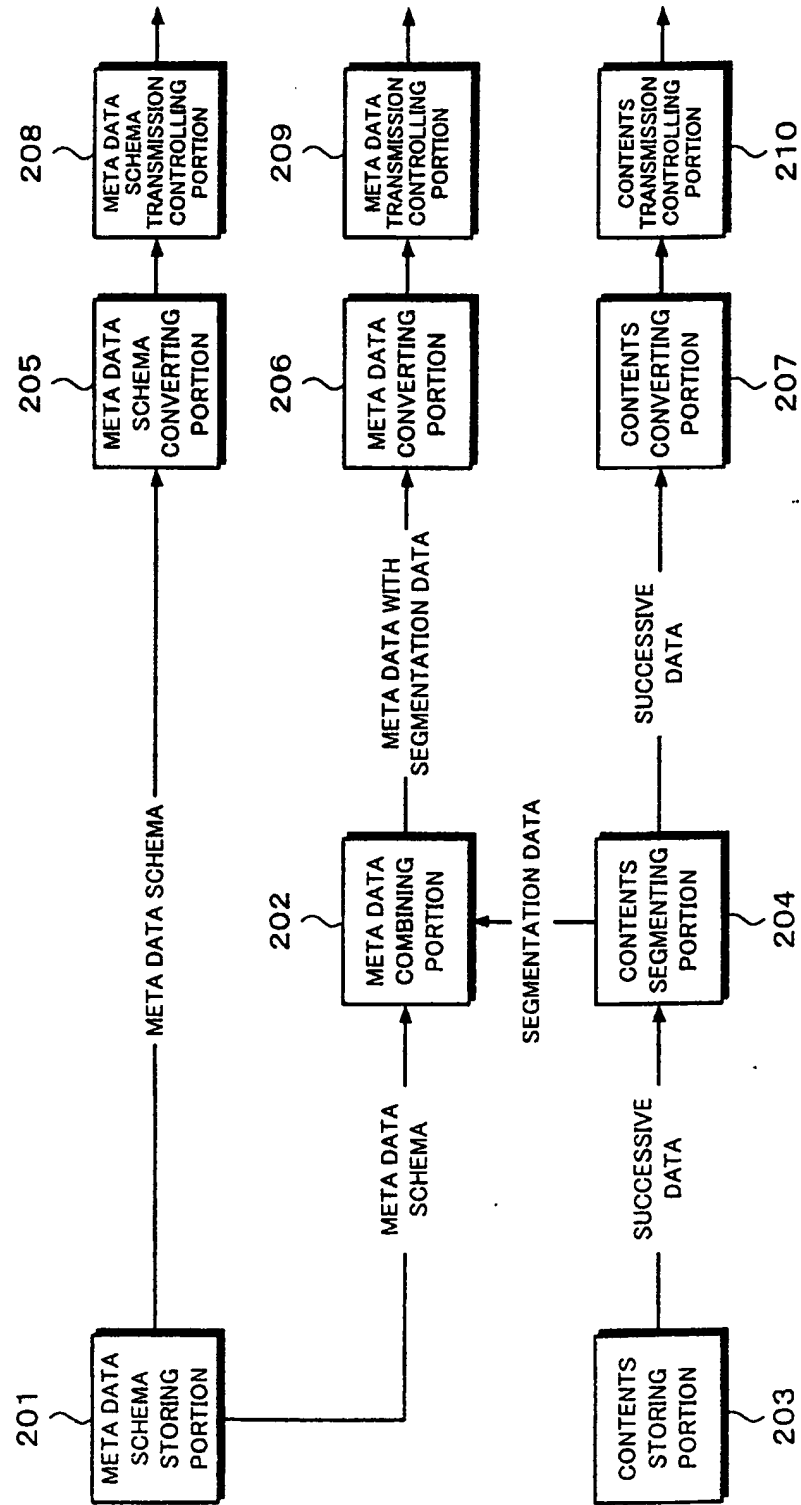 201
META DATA
SCHEMA
STORING
PORTION
META DATA SCHEMA
205
META DATA
SCHEMA
CONVERTING
PORTION
208
META DATA
SCHEMA
TRANSMISSION
CONTROLLING
PORTION
META DATA
SCHEMA
202
META DATA
COMBINING
PORTION
META DATA WITH
SEGMENTATION DATA
206
META DATA
CONVERTING
PORTION
209
META DATA
TRANSMISSION
CONTROLLING
PORTION
SEGMENTATION DATA
CONTENTS
STORING
PORTION
203
SUCCESSIVE
DATA
CONTENTS
SEGMENTING
PORTION
204
SUCCESSIVE
DATA
CONTENTS
CONVERTING
PORTION
207
CONTENTS
TRANSMISSION
CONTROLLING
PORTION
210